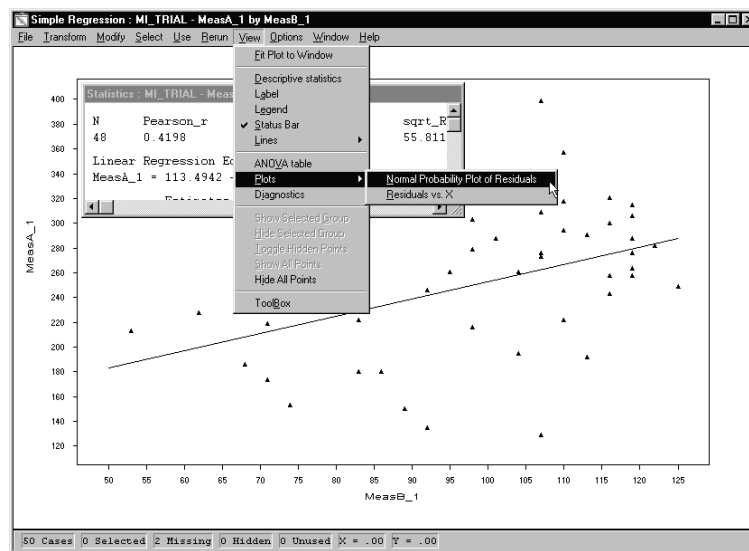 Simple Regression : MI_TRIAL - MeasA_1 by MeasB_1
File Transform Modify Select Use Rerun View Options Window Help
Fit Plot to Window
Descriptive statistics
Label
Legend
Status Bar
Lines
ANOVA table
Plots
Diagnostics
Show Selected Group
Hide Selected Group
Toggle Hidden Points
Show All Points
Hide All Points
ToolBox
Normal Probability Plot of Residuals
Residuals vs. X
Statistics : MI_TRIAL - Meas
N Pearson_r sqrt_R
48 0.4198 55.811
Linear Regression Eq
MeasA_1 = 113.4942
MeasA_1
400
380
360
340
320
300
280
260
240
220
200
180
160
140
120
50 55 60 65 70 75 80 85 90 95 100 105 110 115 120 125
MeasB_1
50 Cases 0 Selected 2 Missing 0 Hidden 0 Unused X = .00 Y = .00